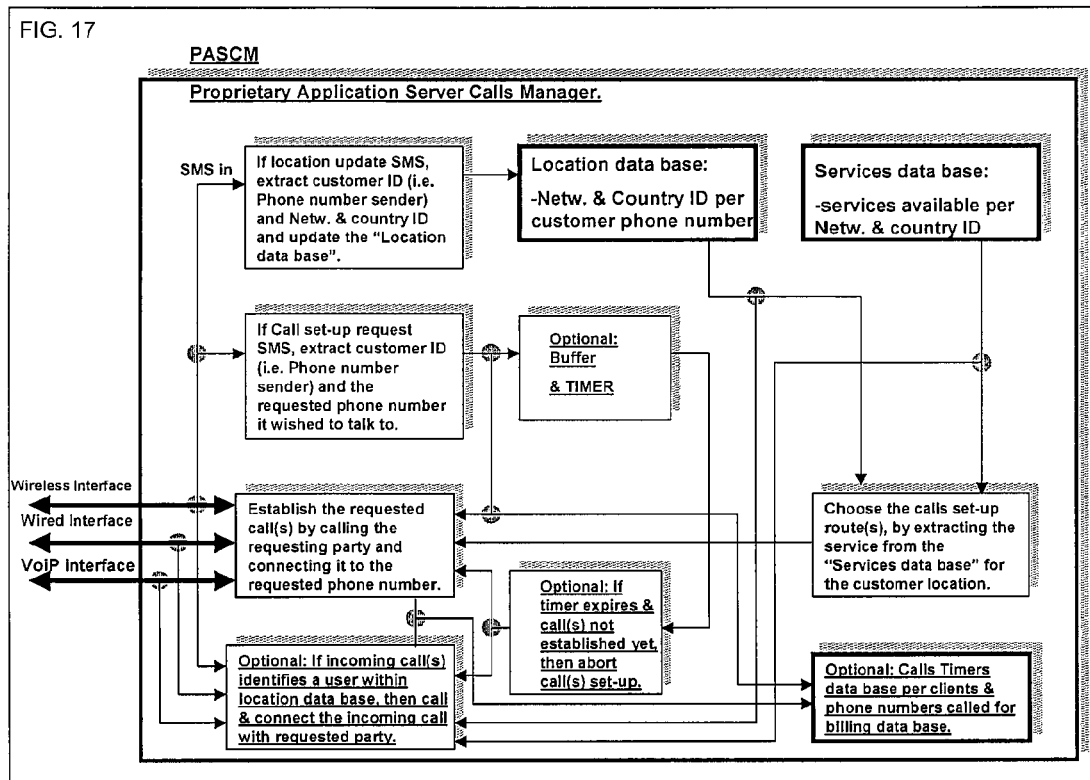 FIG. 17
PASCM
Proprietary Application Server Calls Manager.
SMS in
If location update SMS,
extract customer ID (i.e.
Phone number sender)
and Netw. & country ID
and update the “Location
data base”.
Location data base:
-Netw. & Country ID per
customer phone number
Services data base:
-services available per
Netw. & country ID
If Call set-up request
SMS, extract customer ID
(i.e. Phone number
sender) and the
requested phone number
it wished to talk to.
Optional:
Buffer
& TIMER
Wireless Interface
Wired Interface
VoiP Interface
Establish the requested
call(s) by calling the
requesting party and
connecting it to the
requested phone number.
Choose the calls set-up
route(s), by extracting the
service from the
“Services data base” for
the customer location.
Optional: If
timer expires &
call(s) not
established yet,
then abort
call(s) set-up.
Optional: If incoming call(s)
identifies a user within
location data base, then call
& connect the incoming call
with requested party.
Optional: Calls Timers
data base per clients &
phone numbers called for
billing data base.